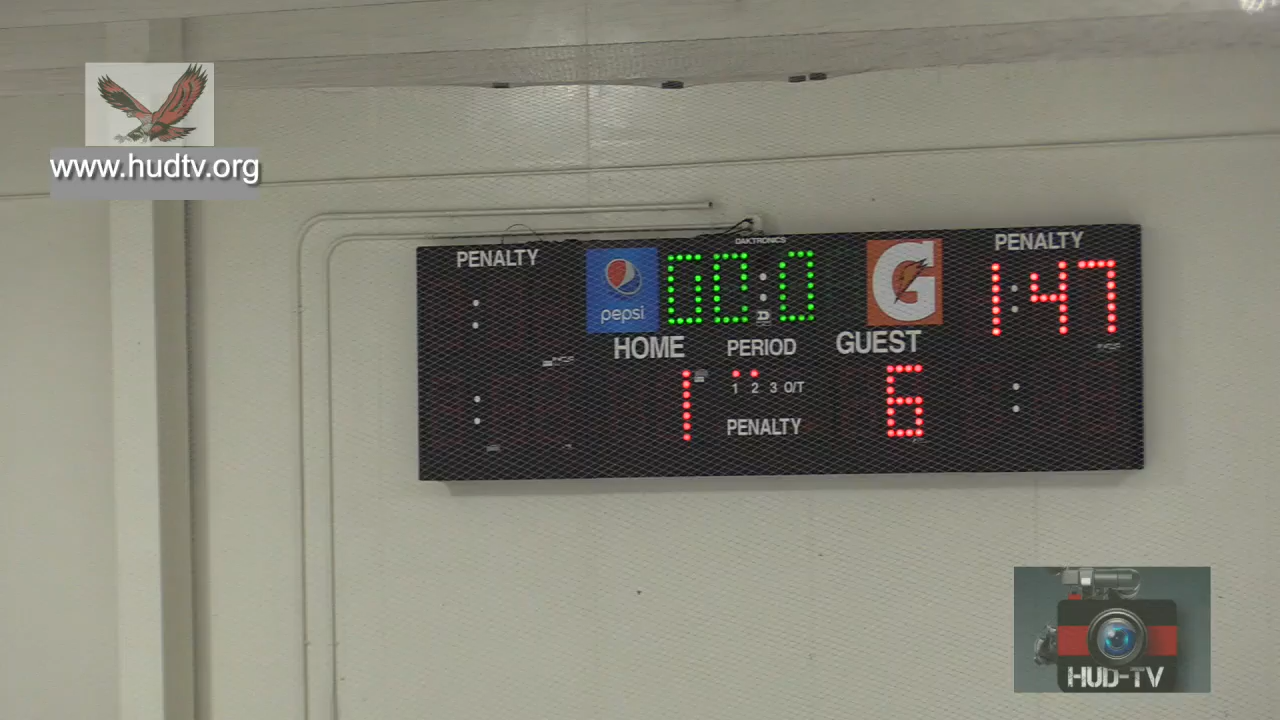 www.hudtv.org
DAKTRONICS
PENALTY
pepsi
00:0
G
PENALTY
1:47
HOME
PERIOD
GUEST
1
1 2 3 O/T
6
PENALTY
HUD-TV